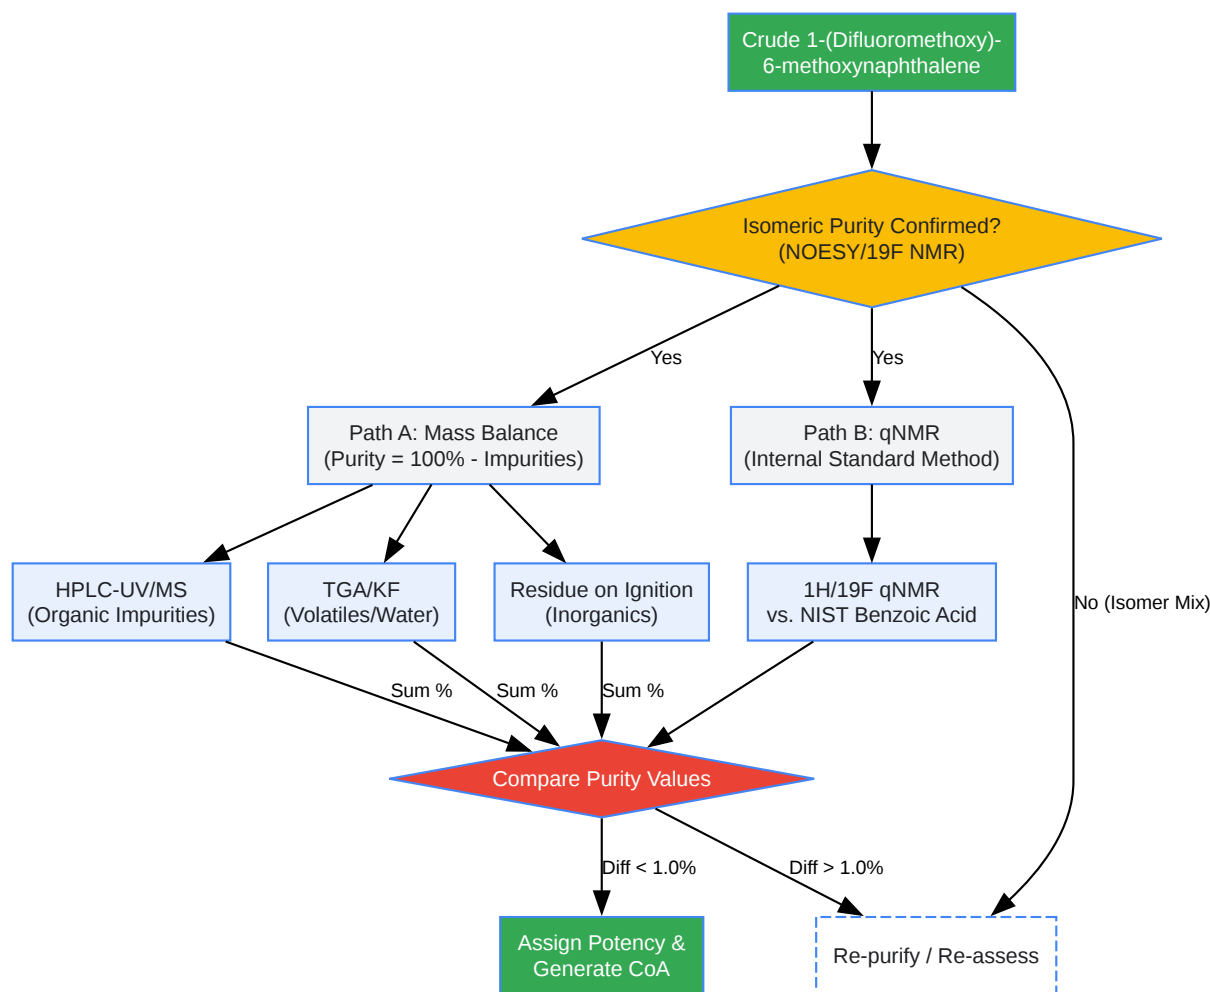 Crude 1-(Difluoromethoxy)-
6-methoxynaphthalene
Isomeric Purity Confirmed?
(NOESY/19F NMR)
Yes
Yes
Path A: Mass Balance
(Purity = 100% - Impurities)
Path B: qNMR
(Internal Standard Method)
HPLC-UV/MS
(Organic Impurities)
TGA/KF
(Volatiles/Water)
Residue on Ignition
(Inorganics)
1H/19F qNMR
vs. NIST Benzoic Acid
No (Isomer Mix)
Sum %
Sum %
Sum %
Compare Purity Values
Diff < 1.0%
Diff > 1.0%
Assign Potency &
Generate CoA
Re-purify / Re-assess